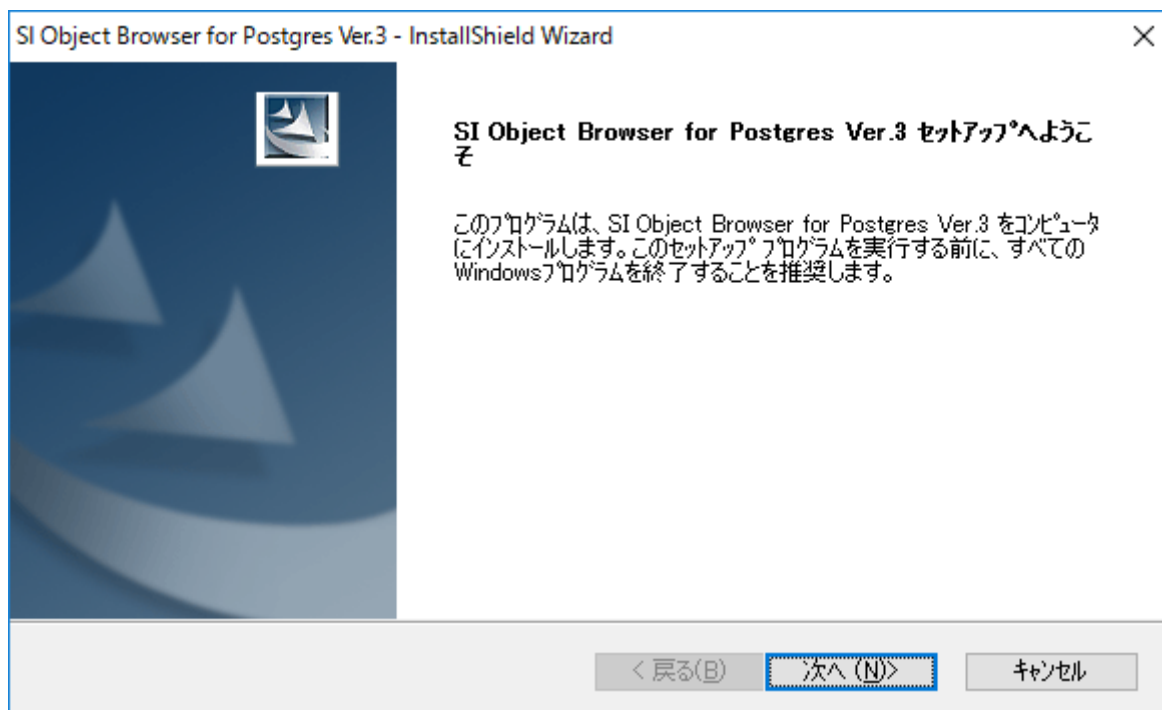 SI Object Browser for Postgres Ver.3 - InstallShield Wizard
SI Object Browser for Postgres Ver.3 ｾｯﾄｱｯﾌﾟへようこ
そ
このﾌﾟﾛｸﾞﾗﾑは、SI Object Browser for Postgres Ver.3 をｺﾝﾋﾟｭｰﾀ
にインストールします。このｾｯﾄｱｯﾌﾟ ﾌﾟﾛｸﾞﾗﾑを実行する前に、すべての
Windowsﾌﾟﾛｸﾞﾗﾑを終了することを推奨します。
< 戻る(B)
次へ (N)>
ｷｬﾝｾﾙ